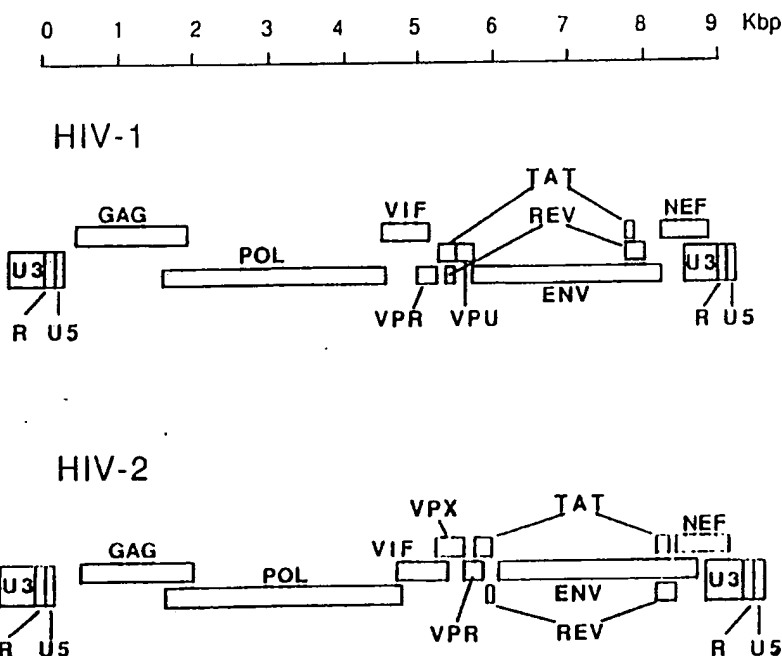 0 1 2 3 4 5 6 7 8 9 Kbp
HIV-1
TAT
GAG VIF REV NEF
U3 POL U3
ENV
R U5 VPR VPU R U5
HIV-2
VPX TAT NEF
GAG VIF
U3 POL ENV U3
R U5 VPR REV R U5